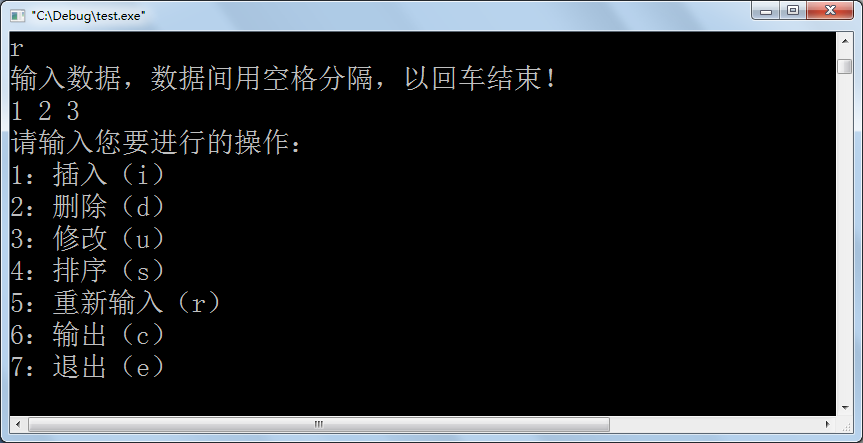 "C:\Debug\test.exe"
r
输入数据，数据间用空格分隔，以回车结束！
1 2 3
请输入您要进行的操作：
1：插入（i）
2：删除（d）
3：修改（u）
4：排序（s）
5：重新输入（r）
6：输出（c）
7：退出（e）